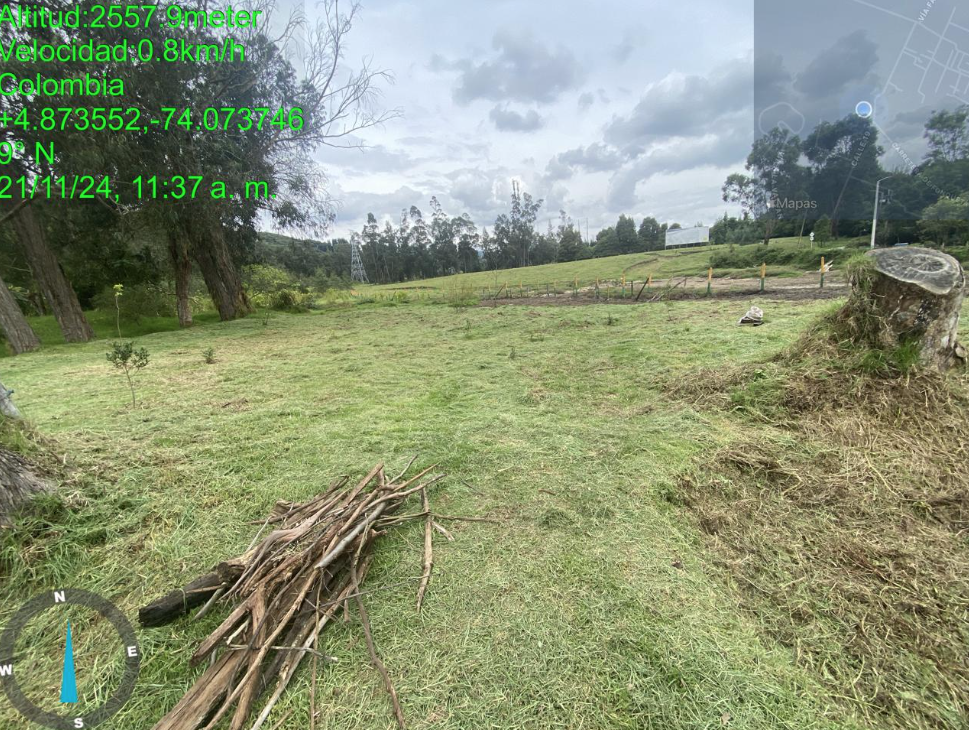 Altitud:2557.9meter
Velocidad:0.8km/h
Colombia
+4.873552,-74.073746
9° N
21/11/24, 11:37 a. m.
Mapas
N
W
E
S